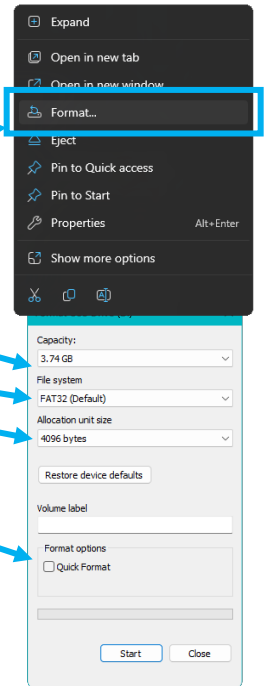 Expand
Open in new tab
Open in new window
Format...
Eject
Pin to Quick access
Pin to Start
Properties Alt+Enter
Show more options
Capacity:
3.74 GB
File system
FAT32 (Default)
Allocation unit size
4096 bytes
Restore device defaults
Volume label
Format options
Quick Format
Start Close